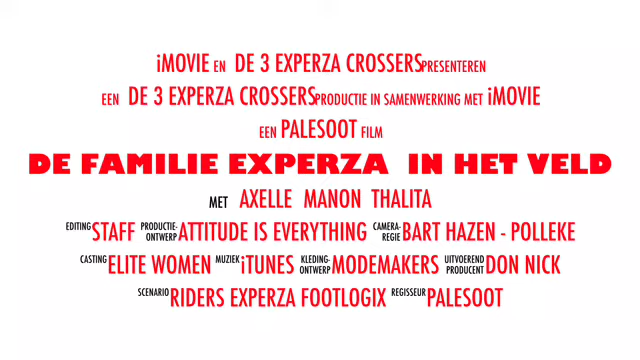 iMOVIE EN DE 3 EXPERZA CROSSERS PRESENTEREN
EEN DE 3 EXPERZA CROSSERS PRODUCTIE IN SAMENWERKING MET iMOVIE
EEN PALESOOT FILM
DE FAMILIE EXPERZA IN HET VELD
MET AXELLE MANON THALITA
EDITING STAFF PRODUCTIE-ONTWERP ATTITUDE IS EVERYTHING CAMERA-REGIE BART HAZEN - POLLEKE
CASTING ELITE WOMEN MUZIEK iTUNES KLEDING-ONTWERP MODEMAKERS UITVOEREND PRODUCENT DON NICK
SCENARIO RIDERS EXPERZA FOOTLOGIX REGISSEUR PALESOOT